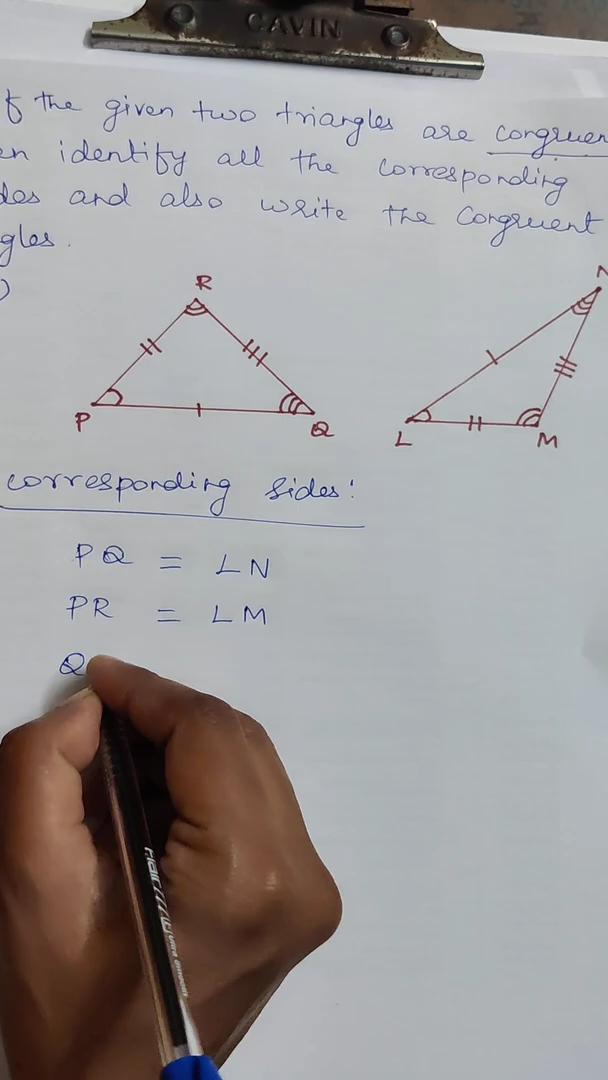 CAVIN
f the given two triangles are congruen
en identify all the corresponding
des and also write the Congruent
gles.
)
R
N
P
Q
L
M
corresponding sides:
PQ = LN
PR = LM
Q